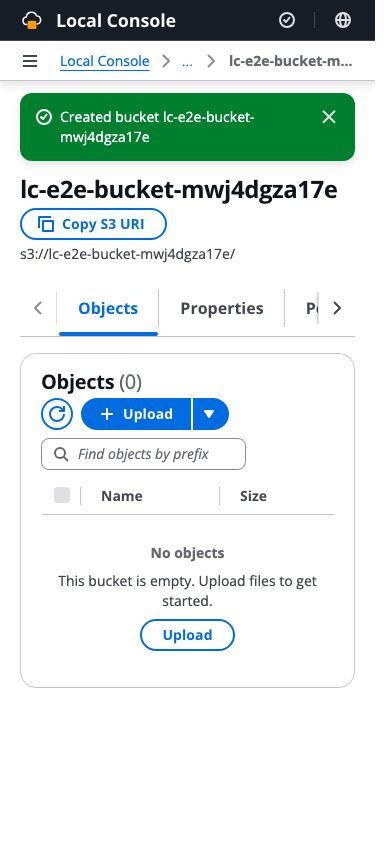 Local Console
Local Console
...
lc-e2e-bucket-m...
Created bucket lc-e2e-bucket-
mwj4dgza17e
lc-e2e-bucket-mwj4dgza17e
Copy S3 URI
s3://lc-e2e-bucket-mwj4dgza17e/
Objects
Properties
Objects (0)
Upload
Find objects by prefix
Name
Size
No objects
This bucket is empty. Upload files to get
started.
Upload